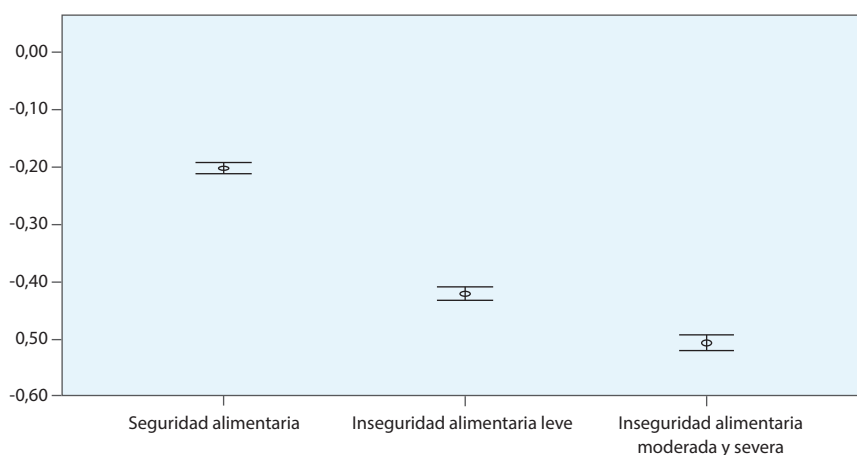 0,00
-0,10
-0,20
-0,30
-0,40
0,50
-0,60
Seguridad alimentaria
Inseguridad alimentaria leve
Inseguridad alimentaria
moderada y severa